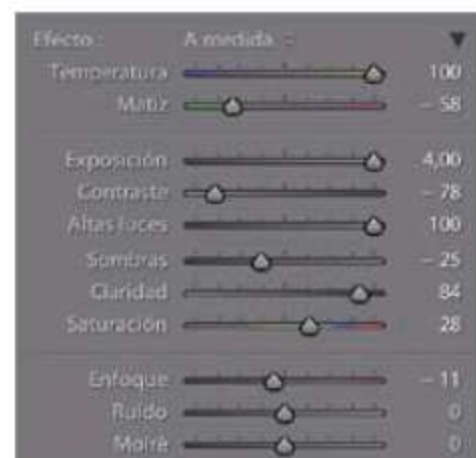 Efecto : A medida
Temperatura 100
Matiz – 58
Exposición 4,00
Contraste – 78
Altas luces 100
Sombras – 25
Claridad 84
Saturación 28
Enfoque – 11
Ruido 0
Moiré 0